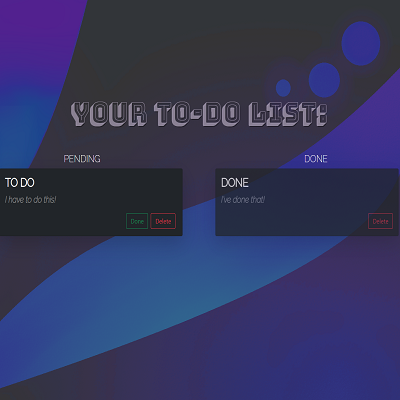 YOUR TO-DO LIST:
PENDING
DONE
TO DO
I have to do this!
Done Delete
DONE
I've done that!
Delete